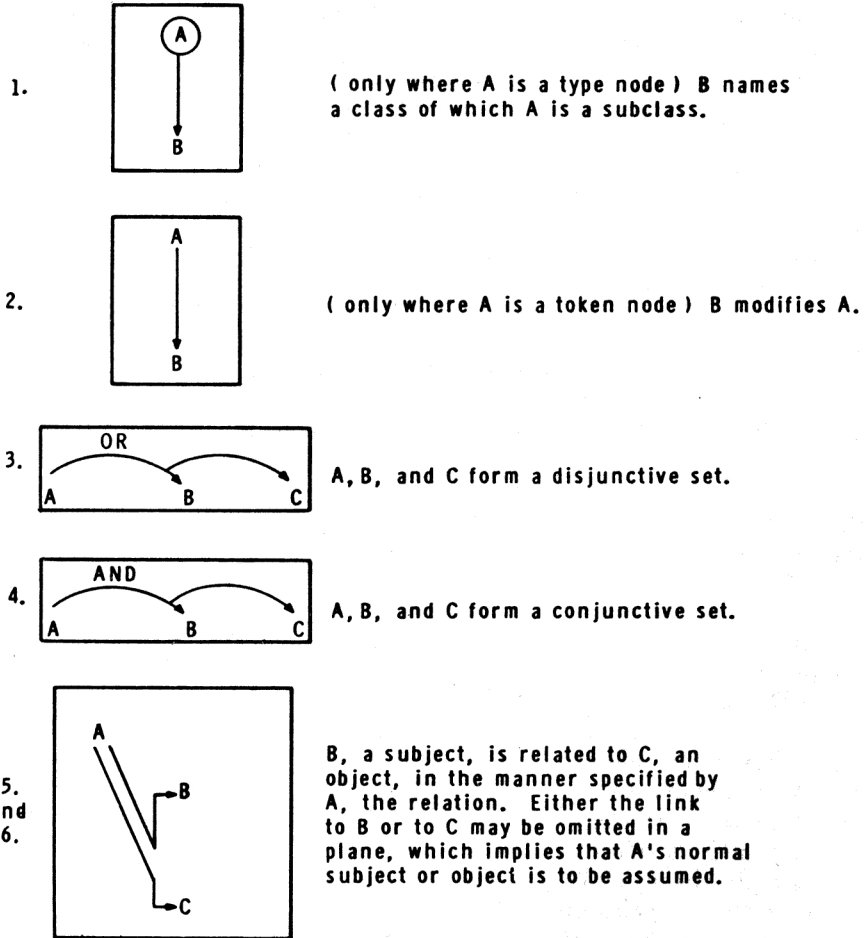 1.
A
B
( only where A is a type node ) B names
a class of which A is a subclass.
2.
A
B
( only where A is a token node ) B modifies A.
3.
OR
A B C
A, B, and C form a disjunctive set.
4.
AND
A B C
A, B, and C form a conjunctive set.
5.
nd
6.
A
B
C
B, a subject, is related to C, an
object, in the manner specified by
A, the relation. Either the link
to B or to C may be omitted in a
plane, which implies that A's normal
subject or object is to be assumed.